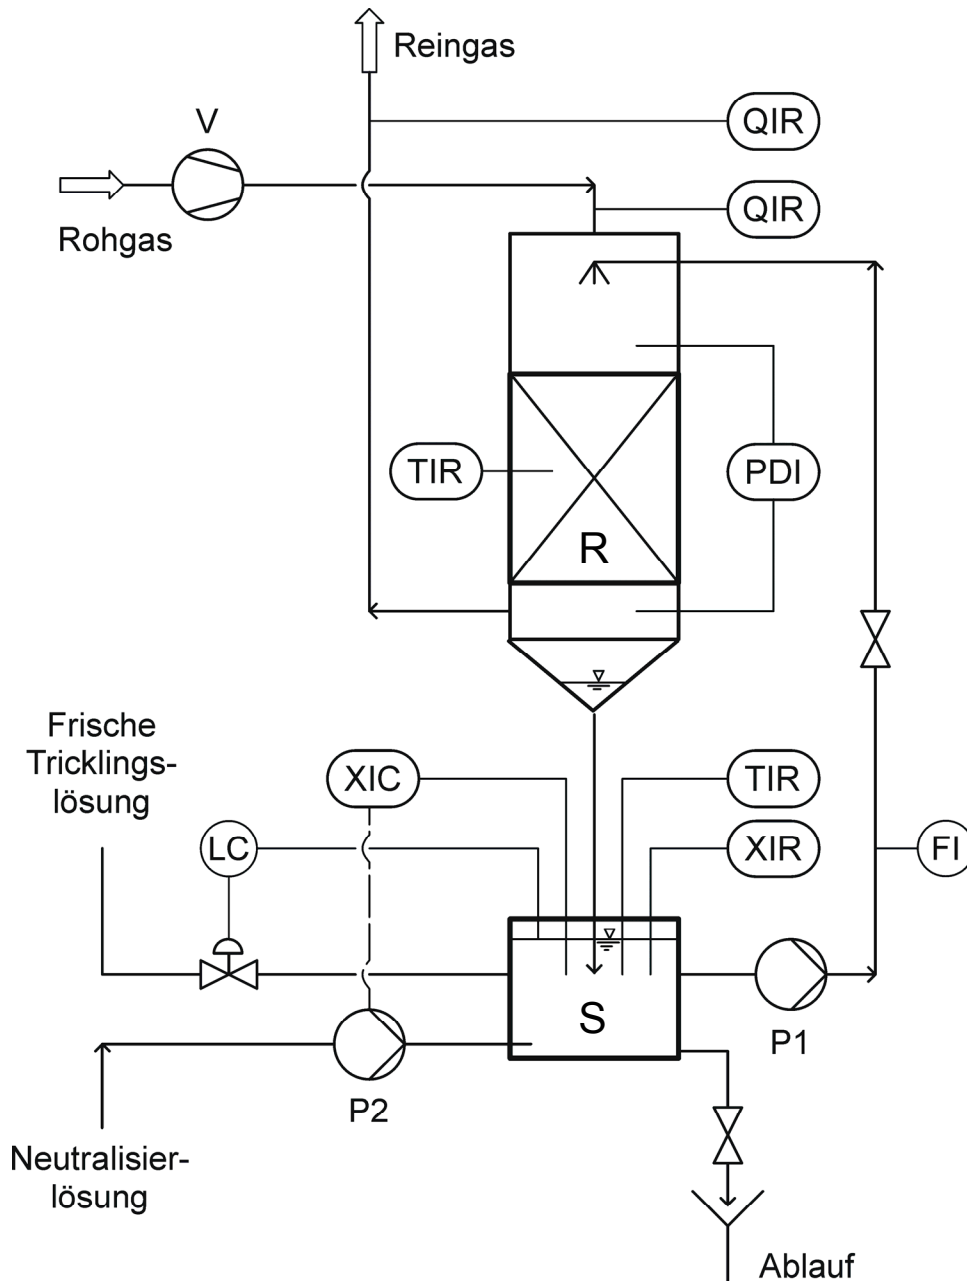 Reingas
V
QIR
Rohgas
QIR
TIR
PDI
R
Frische
Tricklings-
lösung
XIC
TIR
LC
XIR
FI
S
P1
P2
Neutralisier-
lösung
Ablauf